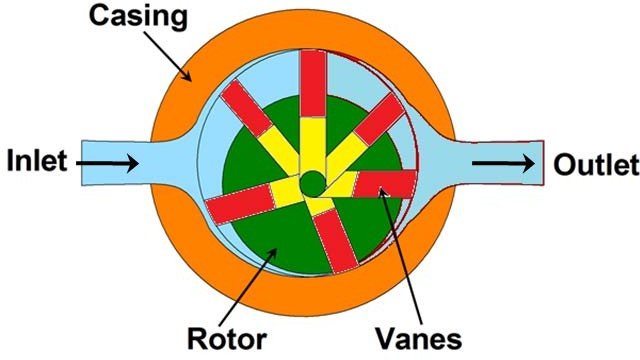 Casing
Inlet
Outlet
Rotor
Vanes